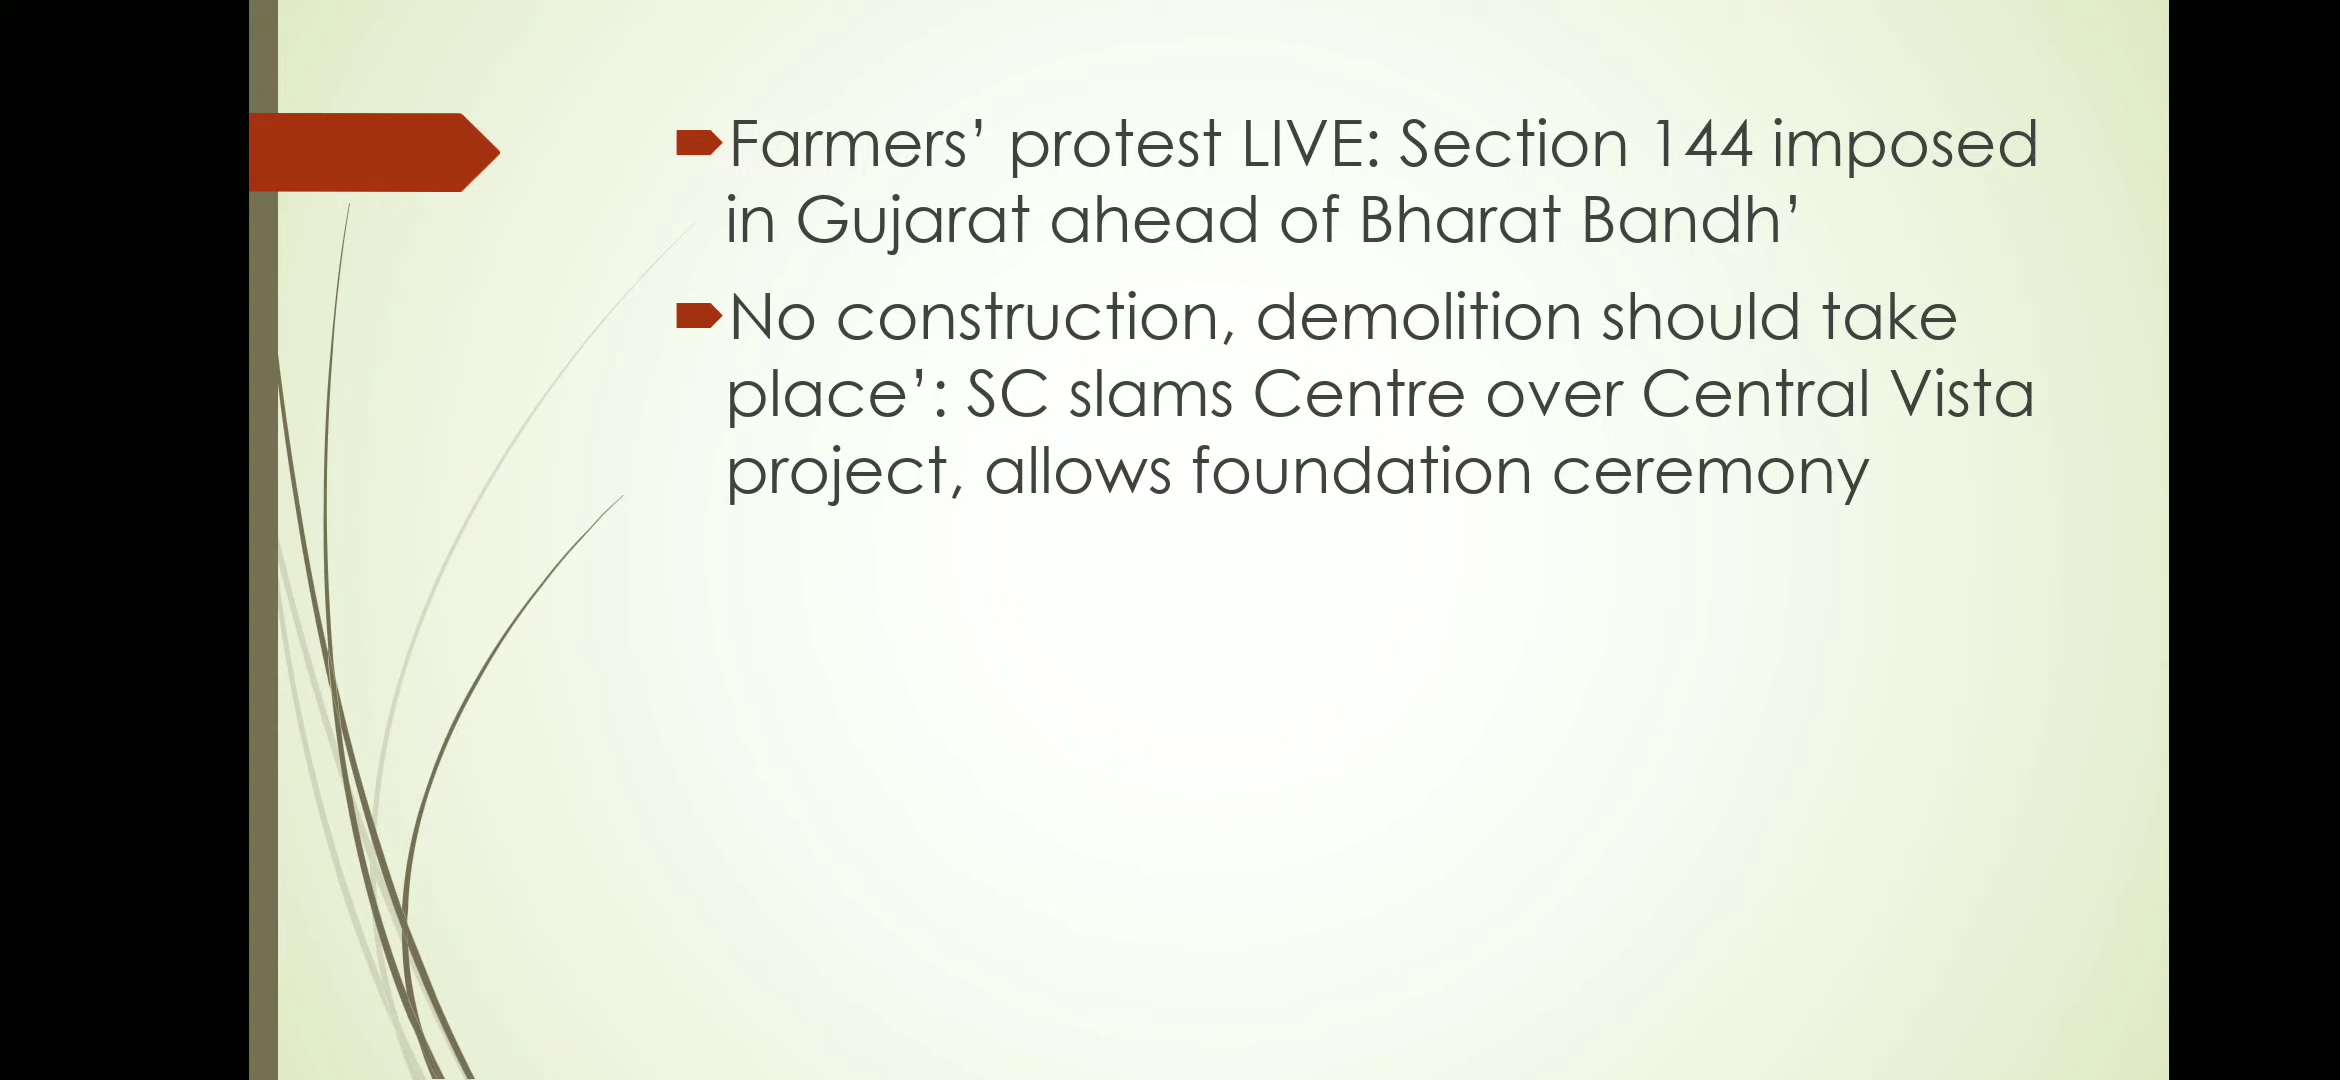 Farmers’ protest LIVE: Section 144 imposed
in Gujarat ahead of Bharat Bandh’
No construction, demolition should take
place’: SC slams Centre over Central Vista
project, allows foundation ceremony